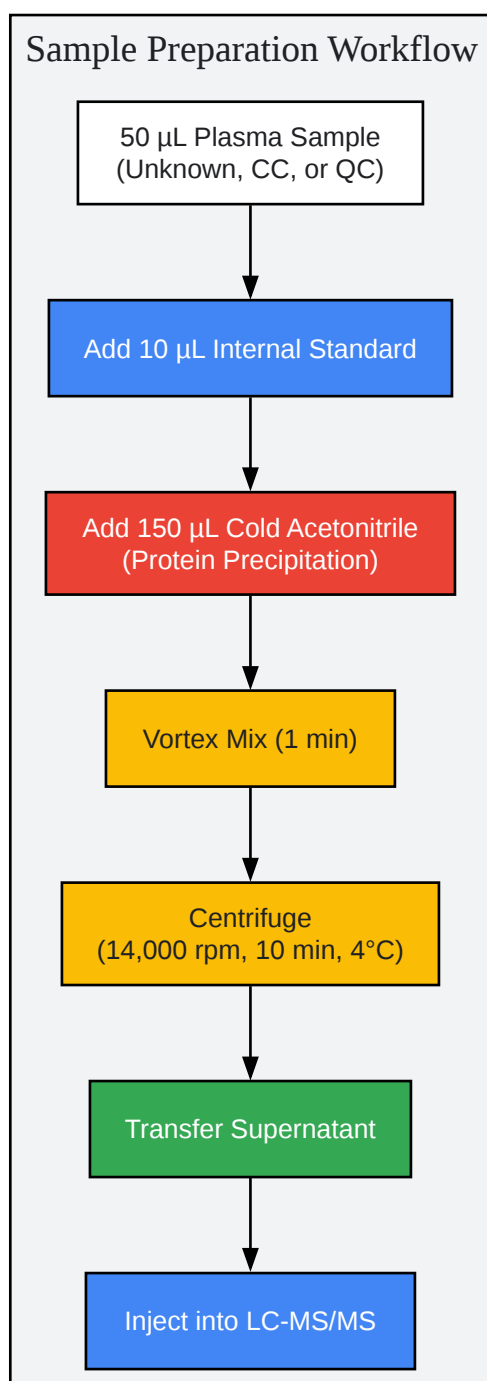 Sample Preparation Workflow
50 µL Plasma Sample
(Unknown, CC, or QC)
Add 10 µL Internal Standard
Add 150 µL Cold Acetonitrile
(Protein Precipitation)
Vortex Mix (1 min)
Centrifuge
(14,000 rpm, 10 min, 4°C)
Transfer Supernatant
Inject into LC-MS/MS